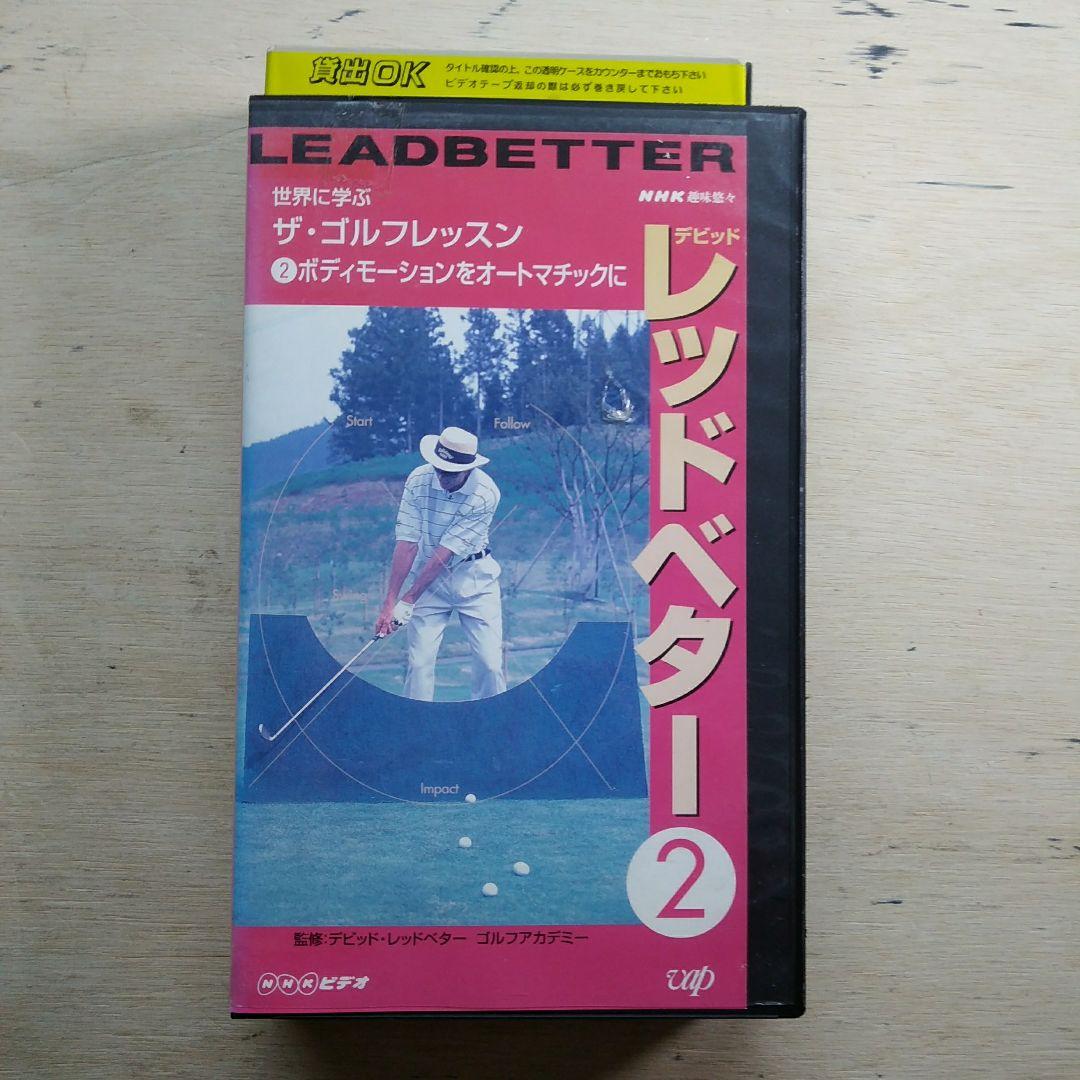 貸出OK
タイトル確認の上、この透明ケースをカウンターまでおもち下さい
ビデオテープ返却の際は必ず巻き戻して下さい
LEADBETTER
世界に学ぶ
ザ・ゴルフレッスン
②ボディモーションをオートマチックに
NHK 趣味悠々
デビッド
レッドベター2
Start
Follow
Swing
Impact
監修:デビッド・レッドベター ゴルフアカデミー
NHKビデオ
vap